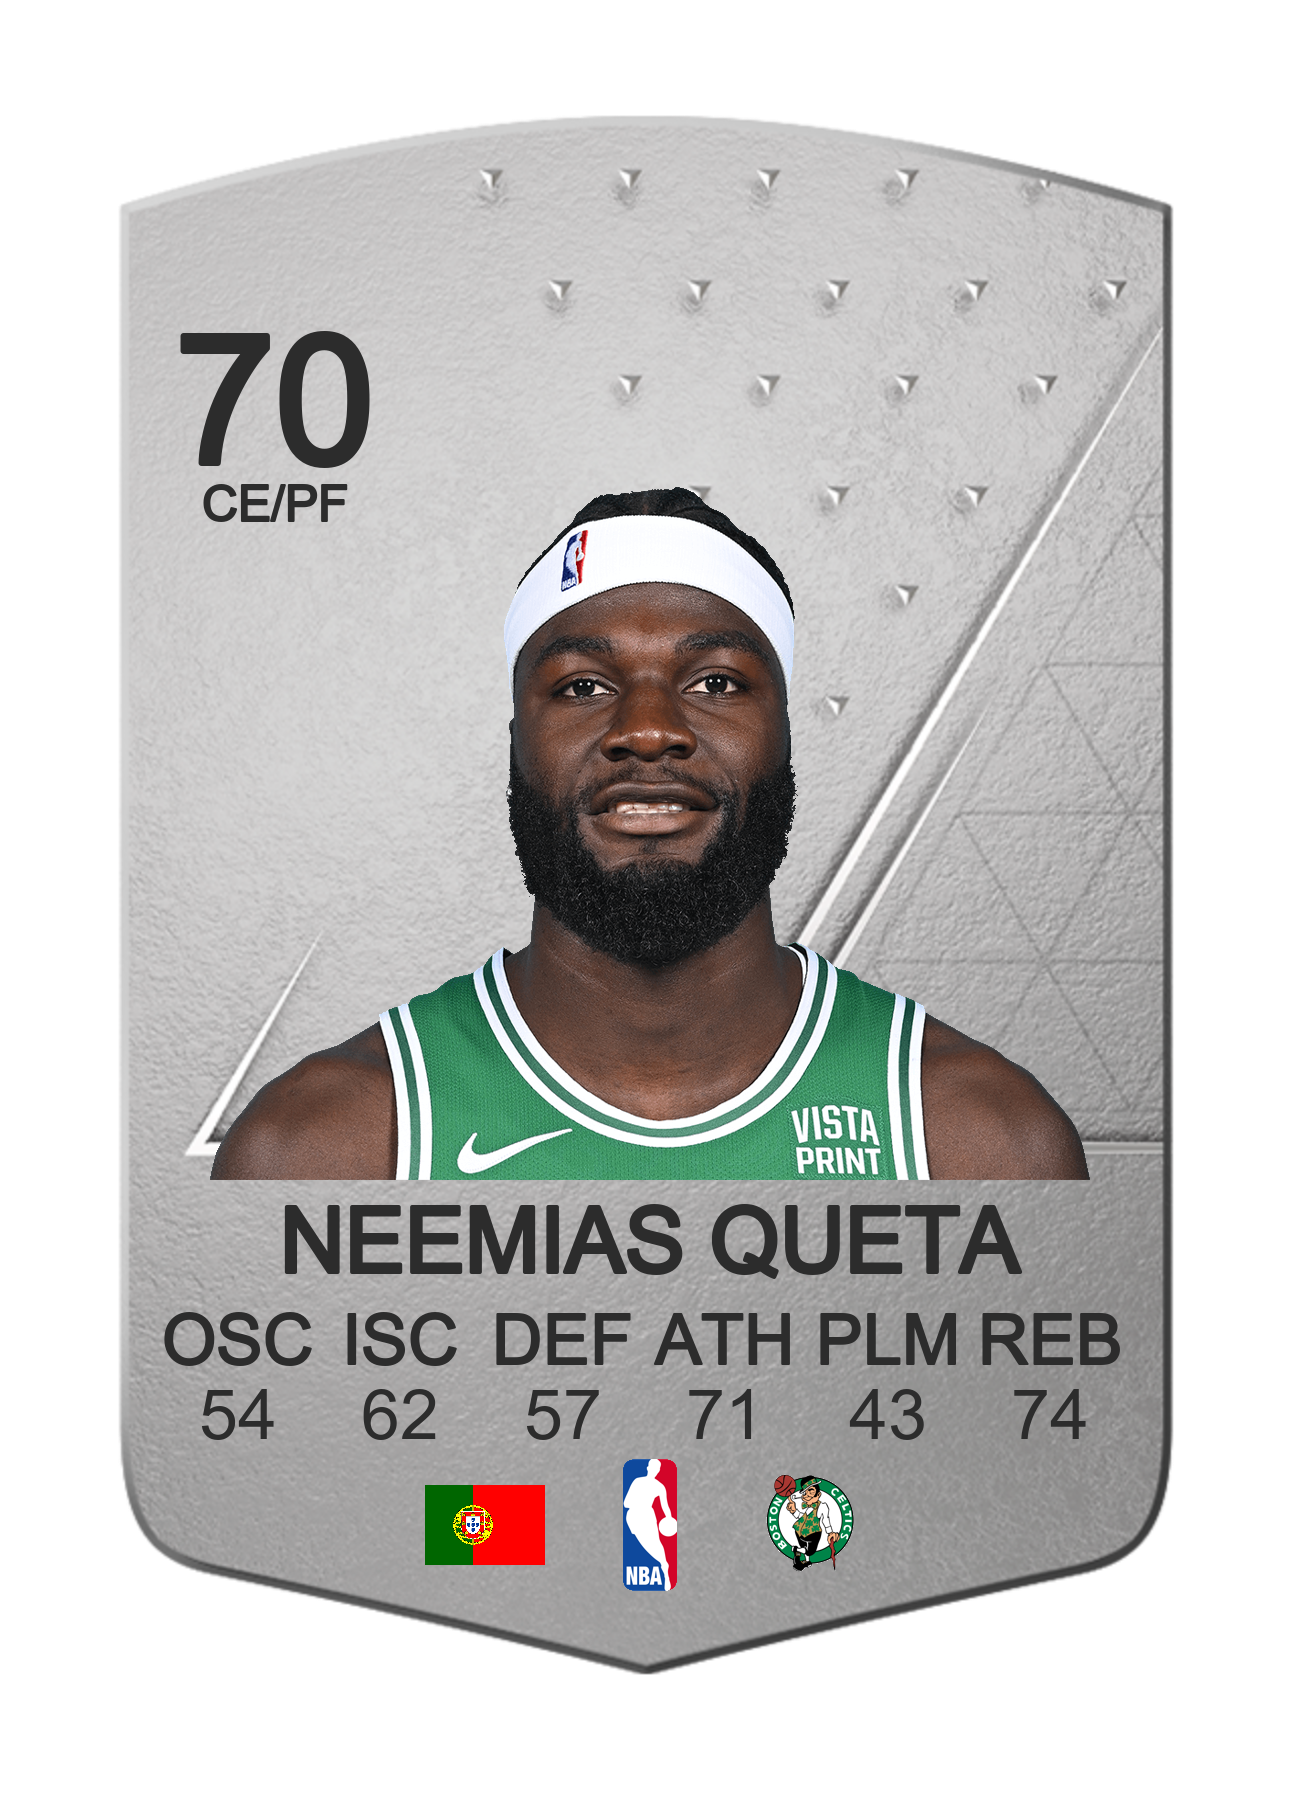 70
CE/PF
NBA
VISTA
PRINT
NEEMIAS QUETA
OSC ISC DEF ATH PLM REB
54 62 57 71 43 74
NBA
BOSTON CELTICS